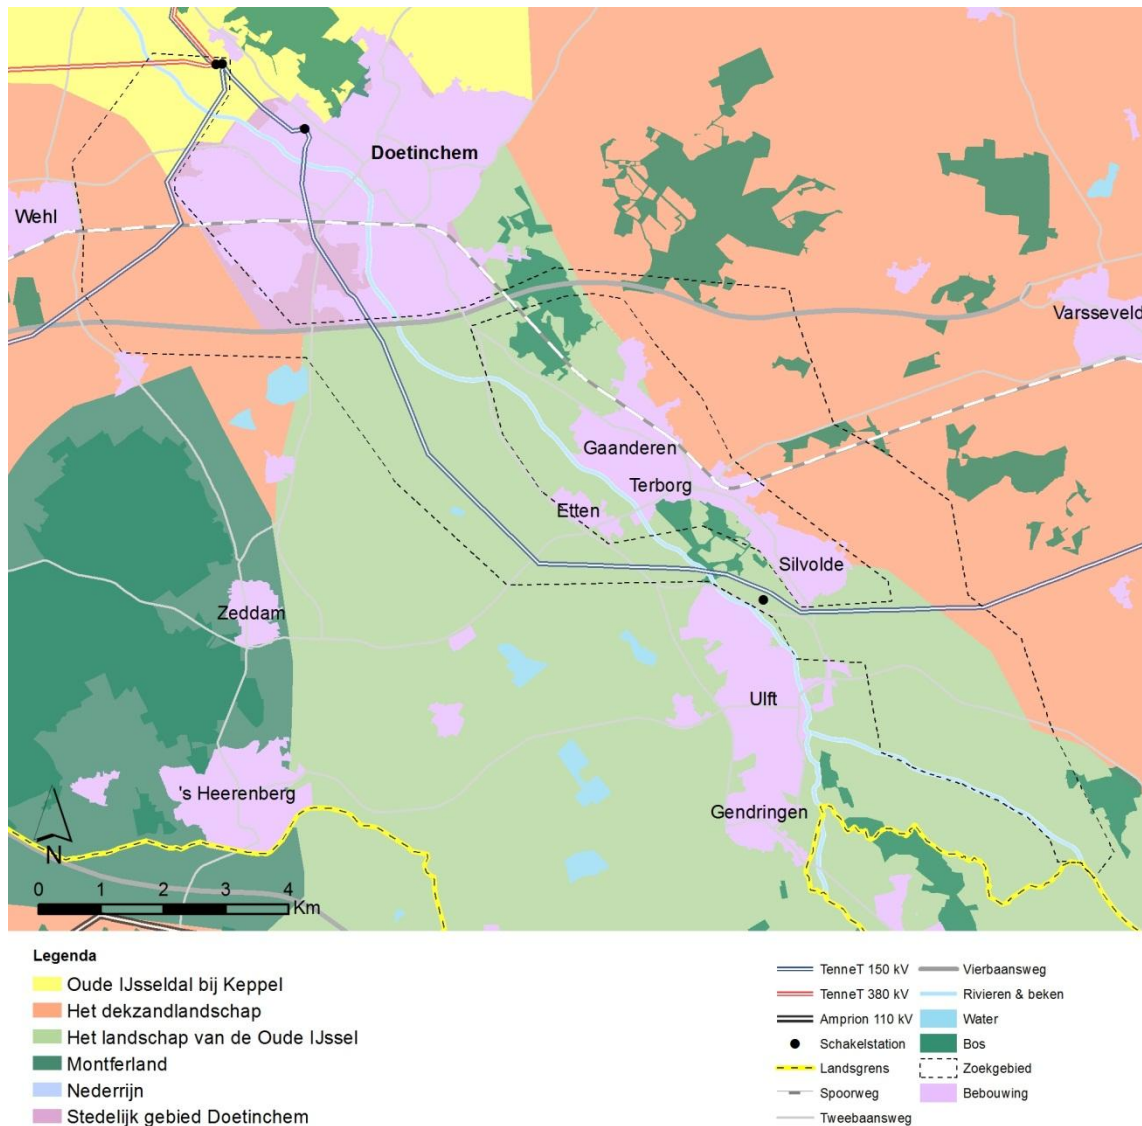 Doetinchem
Wehl
Varsseveld
Gaanderen
Terborg
Etten
Silvolde
Zeddam
Ulft
's Heerenberg
Gendringen
N
0 1 2 3 4
Km
Legenda
Oude IJsseldal bij Keppel
Het dekzandlandschap
Het landschap van de Oude IJssel
Montferland
Nederrijn
Stedelijk gebied Doetinchem
TenneT 150 kV
TenneT 380 kV
Amprion 110 kV
Schakelstation
Landsgrens
Spoorweg
Tweebaansweg
Vierbaansweg
Rivieren & beken
Water
Bos
Zoekgebied
Bebouwing